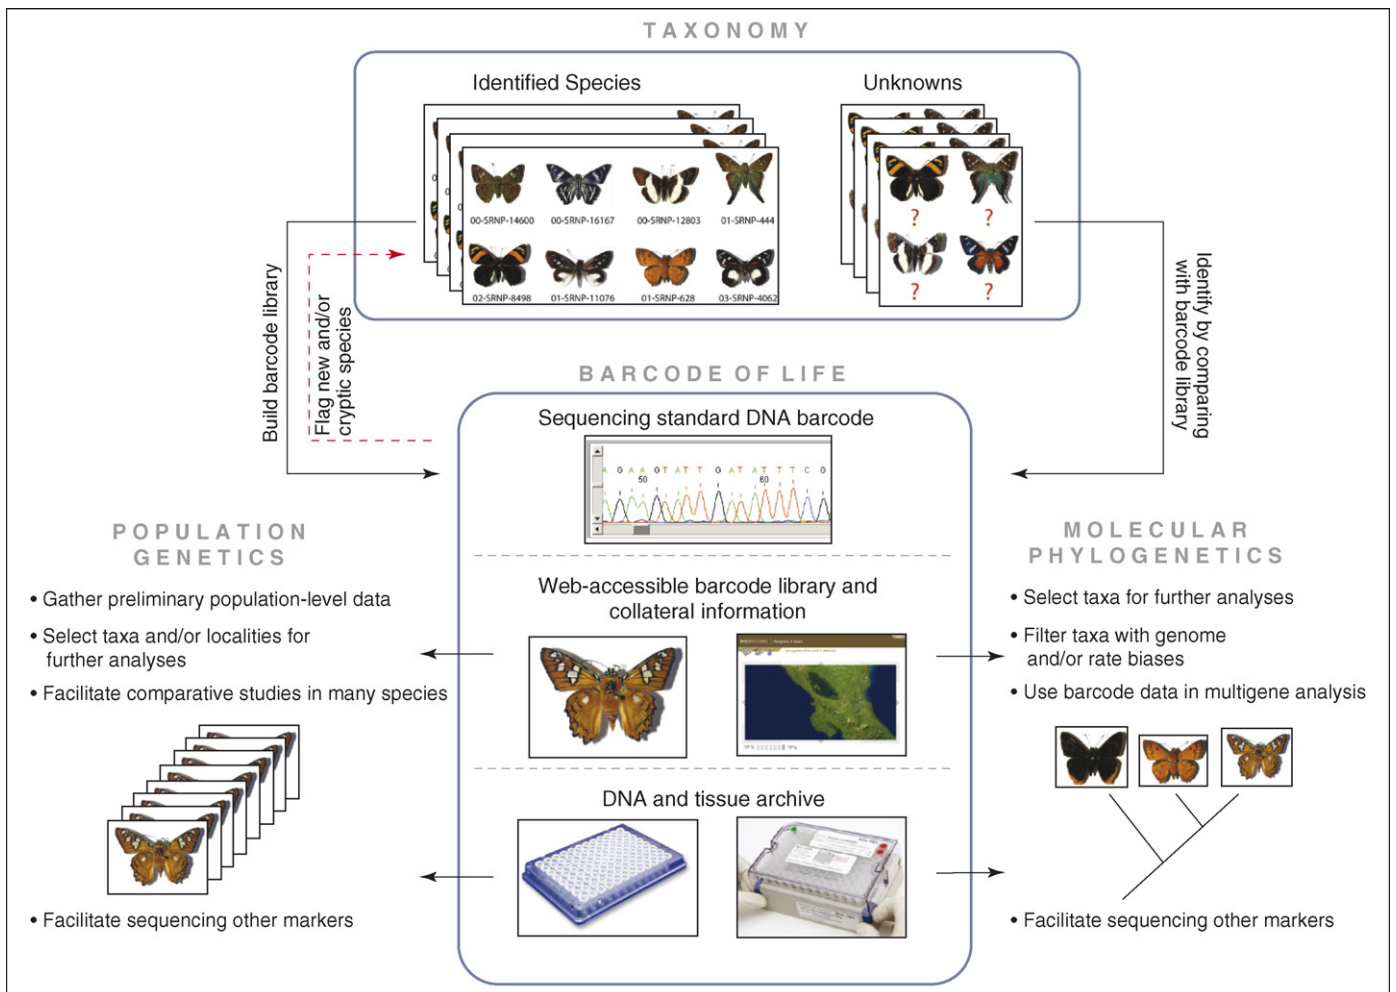 TAXONOMY
Identified Species
Unknowns
00-SRNP-14600 00-SRNP-16167 00-SRNP-12803 01-SRNP-444
? ?
02-SRNP-8498 01-SRNP-11076 01-SRNP-628 03-SRNP-4062
? ?
Build barcode library
Flag new and/or
cryptic species
Identify by comparing
with barcode library
BARCODE OF LIFE
Sequencing standard DNA barcode
A G A A G T A T T G A T A T T T C G
50 60
Web-accessible barcode library and
collateral information
DNA and tissue archive
POPULATION
GENETICS
• Gather preliminary population-level data
• Select taxa and/or localities for
further analyses
• Facilitate comparative studies in many species
• Facilitate sequencing other markers
MOLECULAR
PHYLOGENETICS
• Select taxa for further analyses
• Filter taxa with genome
and/or rate biases
• Use barcode data in multigene analysis
• Facilitate sequencing other markers